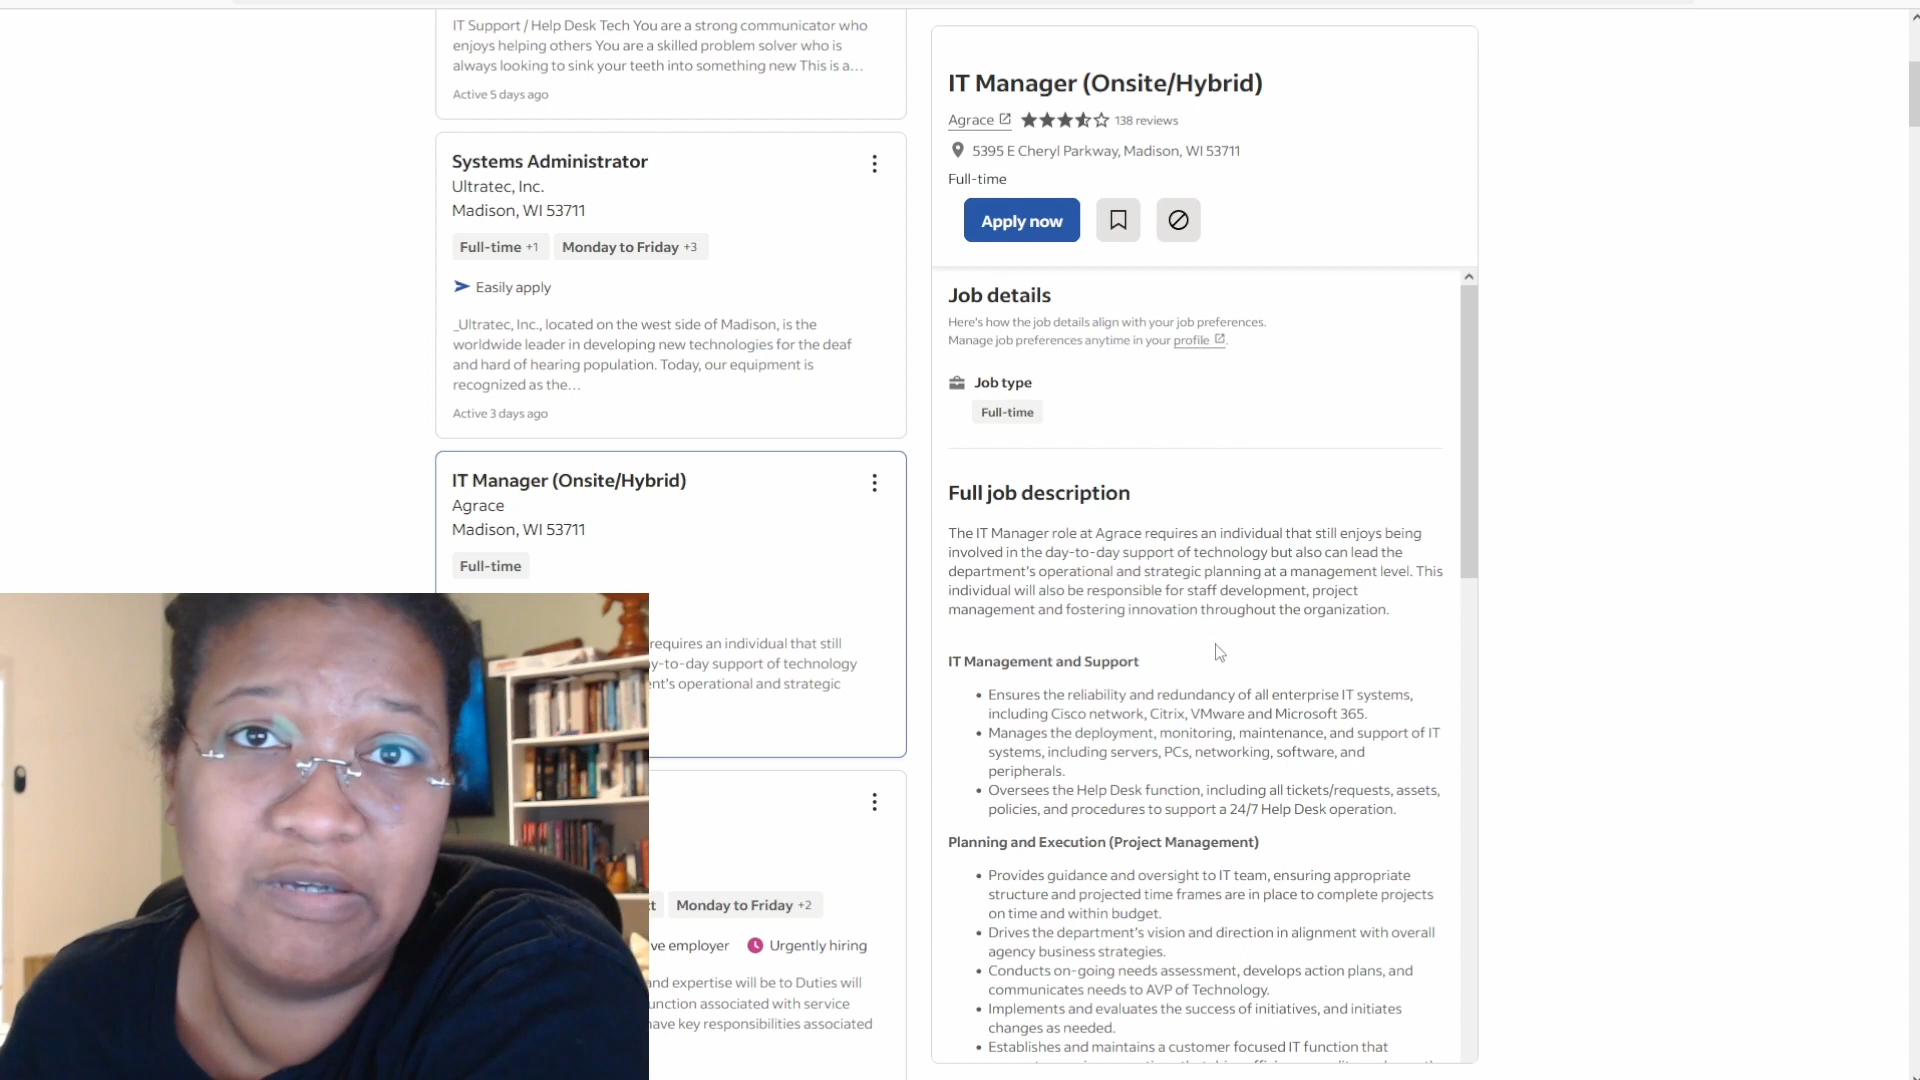 IT Support / Help Desk Tech You are a strong communicator who
enjoys helping others You are a skilled problem solver who is
always looking to sink your teeth into something new This is a…
Active 5 days ago
Systems Administrator
Ultratec, Inc.
Madison, WI 53711
Full-time +1 Monday to Friday +3
Easily apply
_Ultratec, Inc., located on the west side of Madison, is the
worldwide leader in developing new technologies for the deaf
and hard of hearing population. Today, our equipment is
recognized as the…
Active 3 days ago
IT Manager (Onsite/Hybrid)
Agrace
Madison, WI 53711
Full-time
requires an individual that still
y-to-day support of technology
ent's operational and strategic
Monday to Friday +2
ve employer Urgently hiring
and expertise will be to Duties will
unction associated with service
have key responsibilities associated
IT Manager (Onsite/Hybrid)
Agrace 138 reviews
5395 E Cheryl Parkway, Madison, WI 53711
Full-time
Apply now
Job details
Here's how the job details align with your job preferences.
Manage job preferences anytime in your profile.
Job type
Full-time
Full job description
The IT Manager role at Agrace requires an individual that still enjoys being
involved in the day-to-day support of technology but also can lead the
department's operational and strategic planning at a management level. This
individual will also be responsible for staff development, project
management and fostering innovation throughout the organization.
IT Management and Support
• Ensures the reliability and redundancy of all enterprise IT systems,
including Cisco network, Citrix, VMware and Microsoft 365.
• Manages the deployment, monitoring, maintenance, and support of IT
systems, including servers, PCs, networking, software, and
peripherals.
• Oversees the Help Desk function, including all tickets/requests, assets,
policies, and procedures to support a 24/7 Help Desk operation.
Planning and Execution (Project Management)
• Provides guidance and oversight to IT team, ensuring appropriate
structure and projected time frames are in place to complete projects
on time and within budget.
• Drives the department's vision and direction in alignment with overall
agency business strategies.
• Conducts on-going needs assessment, develops action plans, and
communicates needs to AVP of Technology.
• Implements and evaluates the success of initiatives, and initiates
changes as needed.
• Establishes and maintains a customer focused IT function that